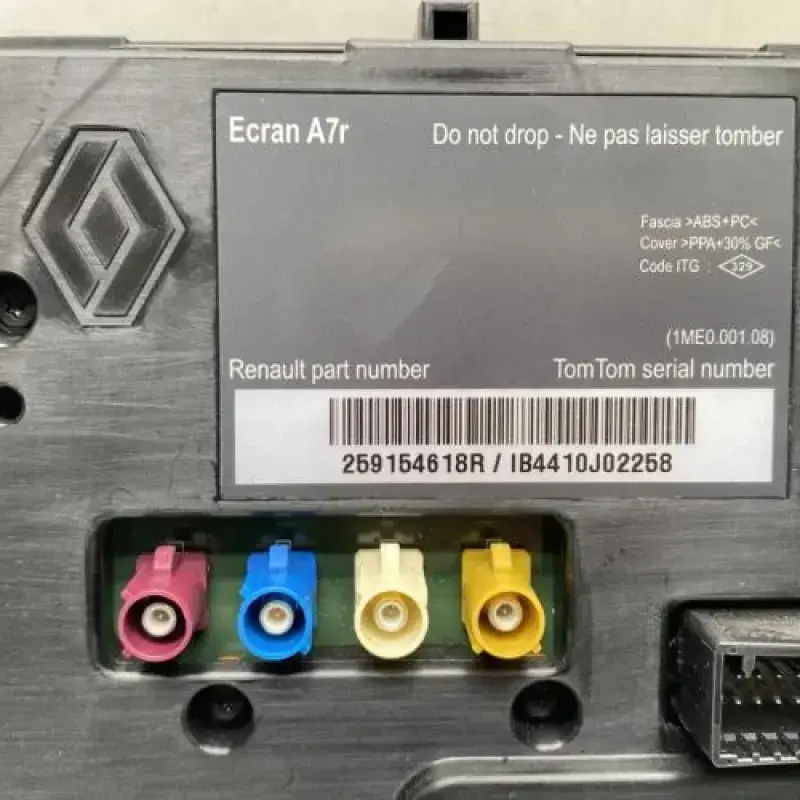 Ecran A7r Do not drop - Ne pas laisser tomber
Fascia >ABS+PC<
Cover >PPA+30% GF<
Code ITG : 329
(1ME0.001.08)
Renault part number TomTom serial number
259154618R / IB4410J02258